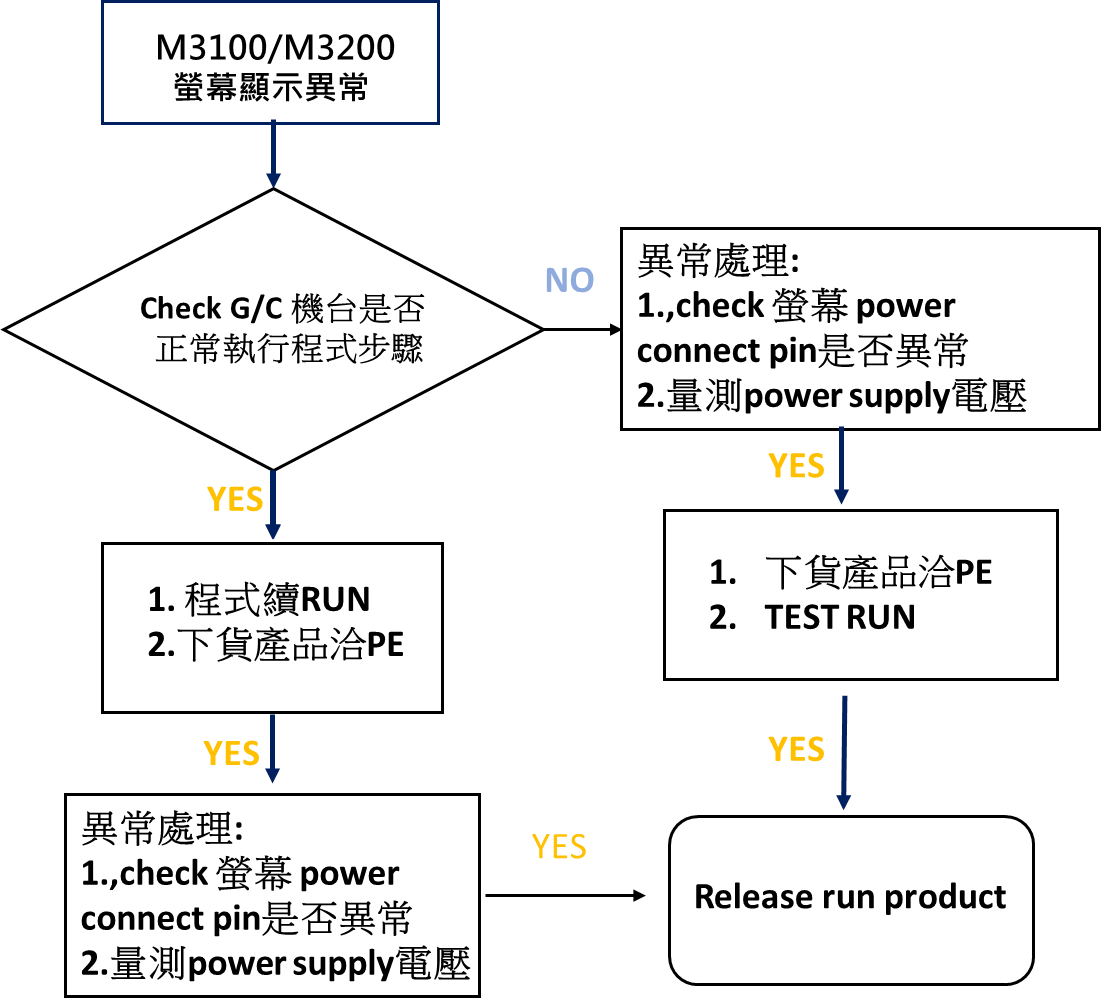 M3100/M3200
螢幕顯示異常
Check G/C 機台是否
正常執行程式步驟
NO
異常處理:
1.,check 螢幕 power
connect pin是否異常
2.量測power supply電壓
YES
YES
1. 程式續RUN
2.下貨產品洽PE
1. 下貨產品洽PE
2. TEST RUN
YES
YES
異常處理:
1.,check 螢幕 power
connect pin是否異常
2.量測power supply電壓
YES
Release run product